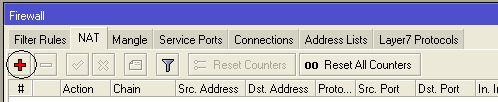 Firewall
Filter Rules NAT Mangle Service Ports Connections Address Lists Layer7 Protocols
Reset Counters 00 Reset All Counters
# Action Chain Src. Address Dst. Address Proto... Src. Port Dst. Port In. I